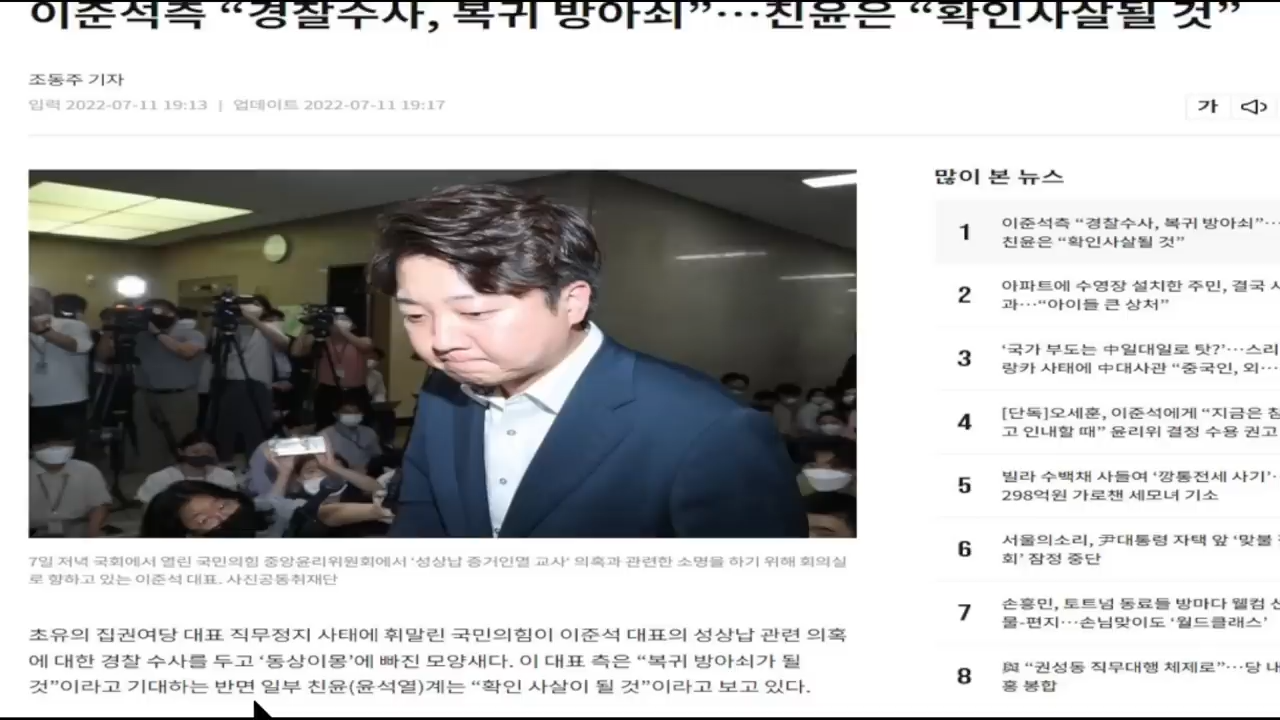 이준석측 “경찰수사, 복귀 방아쇠”…친윤은 “확인사살될 것”
조동주 기자
입력 2022-07-11 19:13 | 업데이트 2022-07-11 19:17
가
7일 저녁 국회에서 열린 국민의힘 중앙윤리위원회에서 ‘성상납 증거인멸 교사‘ 의혹과 관련한 소명을 하기 위해 회의실
로 향하고 있는 이준석 대표. 사진공동취재단
초유의 집권여당 대표 직무정지 사태에 휘말린 국민의힘이 이준석 대표의 성상납 관련 의혹
에 대한 경찰 수사를 두고 ‘동상이몽’에 빠진 모양새다. 이 대표 측은 “복귀 방아쇠가 될
것”이라고 기대하는 반면 일부 친윤(윤석열)계는 “확인 사살이 될 것”이라고 보고 있다.
많이 본 뉴스
1
이준석측 “경찰수사, 복귀 방아쇠”…
친윤은 “확인사살될 것”
2
아파트에 수영장 설치한 주민, 결국
과…“아이들 큰 상처”
3
‘국가 부도는 中일대일로 탓?’…스리
랑카 사태에 中대사관 “중국인, 외…
4
[단독]오세훈, 이준석에게 “지금은 참
고 인내할 때” 윤리위 결정 수용 권고
5
빌라 수백채 사들여 ‘깡통전세 사기’…
298억원 가로챈 세모녀 기소
6
서울의소리, 尹대통령 자택 앞 ‘맞불
회’ 잠정 중단
7
손흥민, 토트넘 동료들 방마다 웰컴 선
물-편지…손님맞이도 ‘월드클래스’
8
與 “권성동 직무대행 체제로”…당 내
홍 봉합